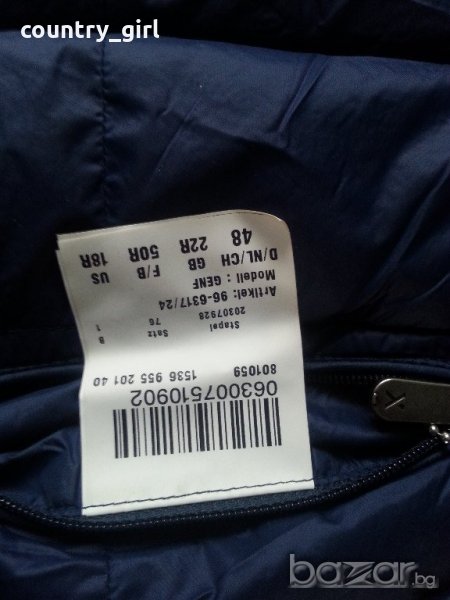 country_girl
063007510902
801059 1536 955 201 40
Stapel Satz B
20307928 76 1
Artikel: 96-6317/24
Modell : GENF
D/NL/CH GB F/B US
48 22R 50R 18R
bazar.bg